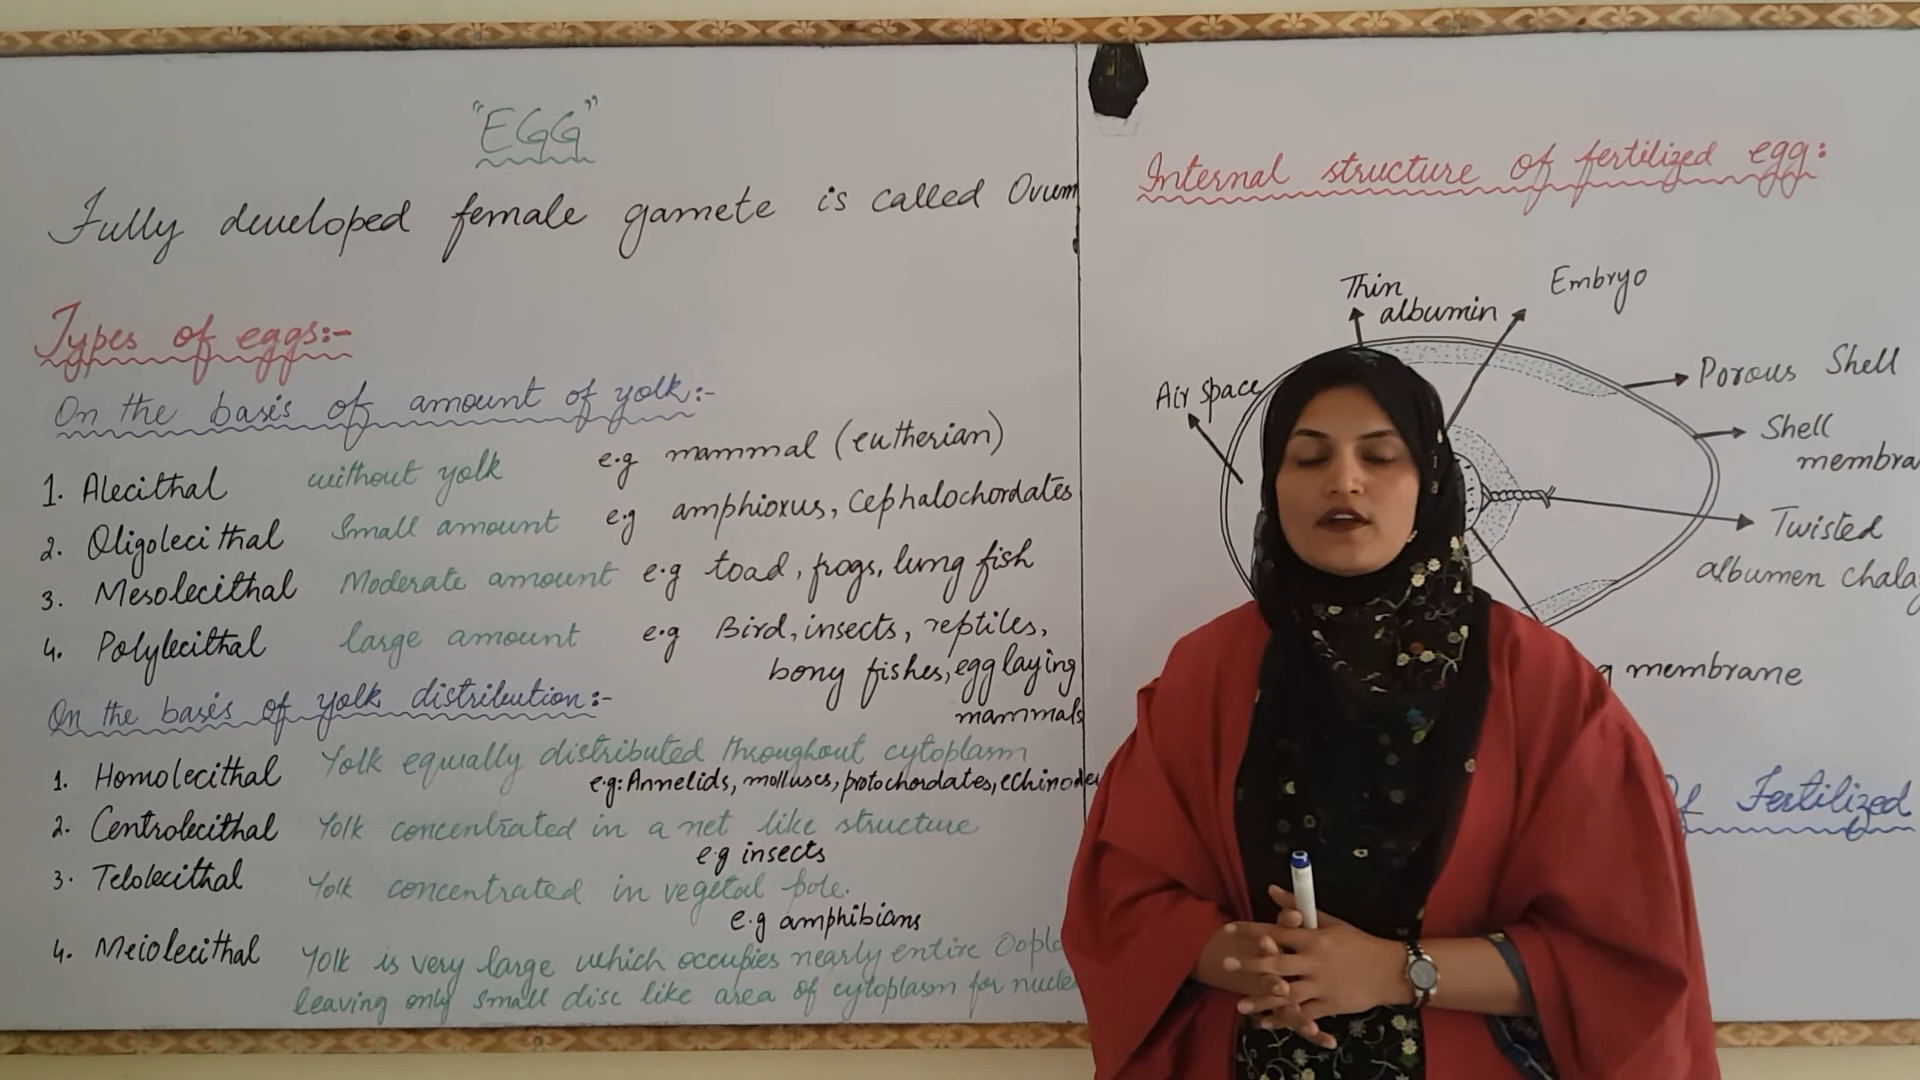 "EGG"
Fully developed female gamete is called Ovum
Types of eggs:-
On the basis of amount of yolk:-
1. Alecithal without yolk e.g mammal (eutherian)
2. Oligolecithal Small amount e.g amphioxus, Cephalochordates
3. Mesolecithal Moderate amount e.g toad, frogs, lung fish
4. Polylecithal large amount e.g Bird, insects, reptiles,
bony fishes, egg laying
mammals
On the basis of yolk distribution:-
1. Homolecithal Yolk equally distributed throughout cytoplasm
e.g: Annelids, molluscs, protochordates,
2. Centrolecithal Yolk concentrated in a net like structure
e.g insects
3. Telolecithal Yolk concentrated in vegetal pole.
e.g amphibians
4. Meiolecithal Yolk is very large which occupies nearly entire
leaving only small disc like area of cytoplasm for
Internal structure of fertilized egg:
Thin
albumin
Embryo
Air space
Porous Shell
Shell
Twisted
albumen
membrane
Fertilized